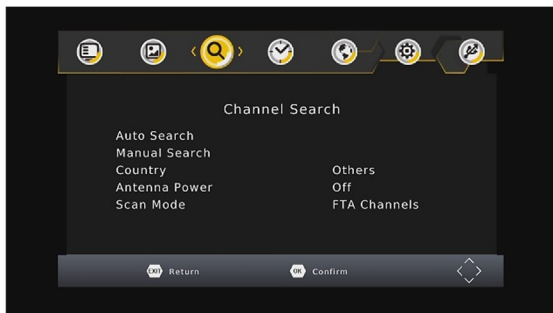 Channel Search
Auto Search
Manual Search
Country Others
Antenna Power Off
Scan Mode FTA Channels
EXIT Return OK Confirm